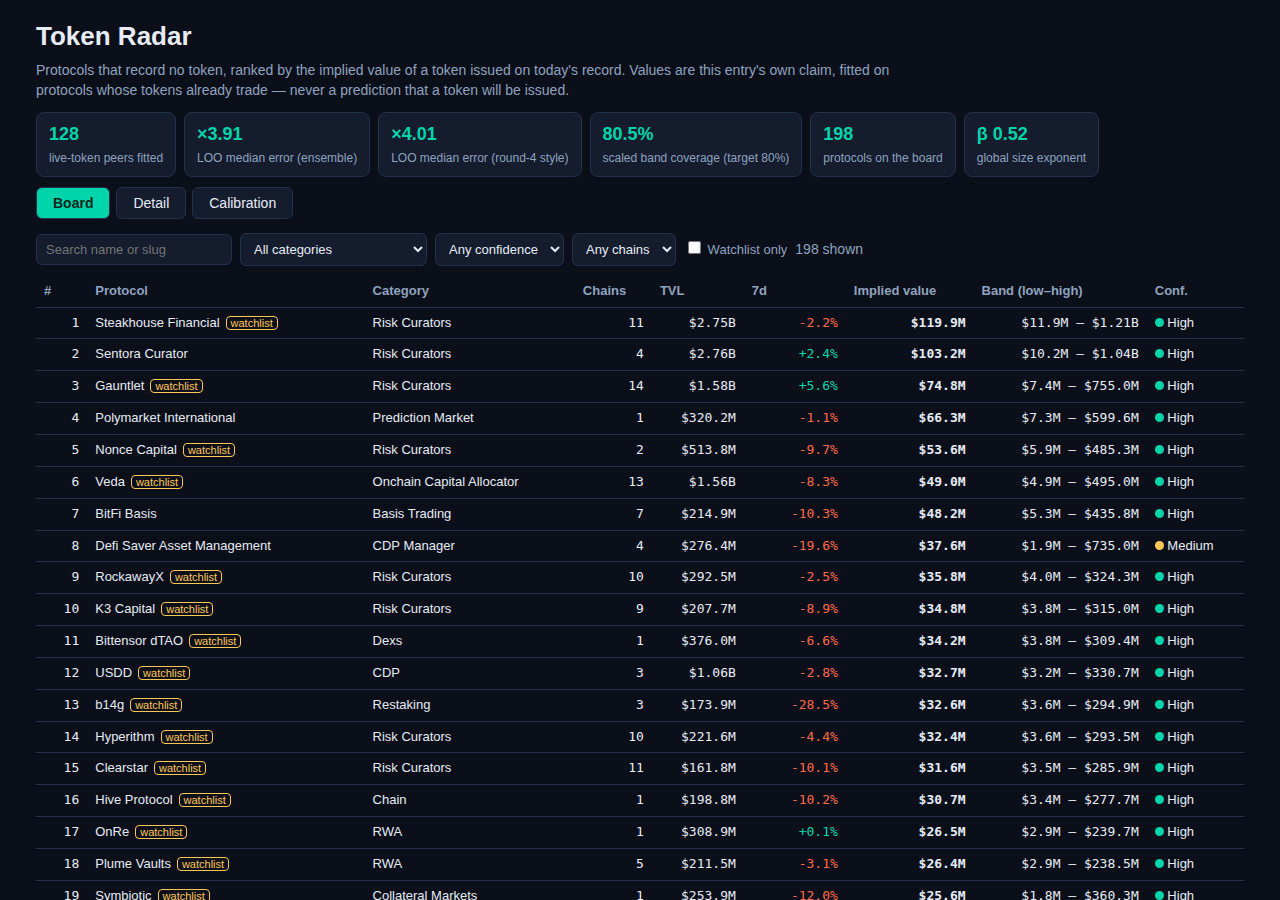 Token Radar
Protocols that record no token, ranked by the implied value of a token issued on today's record. Values are this entry's own claim, fitted on
protocols whose tokens already trade — never a prediction that a token will be issued.
128 ×3.91 ×4.01 80.5% 198 β 0.52
live-token peers fitted LOO median error (ensemble) LOO median error (round-4 style) scaled band coverage (target 80%) protocols on the board global size exponent
Board Detail Calibration
Search name or slug All categories Any confidence Any chains Watchlist only 198 shown
# Protocol Category Chains TVL 7d Implied value Band (low–high) Conf.
1 Steakhouse Financial watchlist Risk Curators 11 $2.75B -2.2% $119.9M $11.9M — $1.21B High
2 Sentora Curator Risk Curators 4 $2.76B +2.4% $103.2M $10.2M — $1.04B High
3 Gauntlet watchlist Risk Curators 14 $1.58B +5.6% $74.8M $7.4M — $755.0M High
4 Polymarket International Prediction Market 1 $320.2M -1.1% $66.3M $7.3M — $599.6M High
5 Nonce Capital watchlist Risk Curators 2 $513.8M -9.7% $53.6M $5.9M — $485.3M High
6 Veda watchlist Onchain Capital Allocator 13 $1.56B -8.3% $49.0M $4.9M — $495.0M High
7 BitFi Basis Basis Trading 7 $214.9M -10.3% $48.2M $5.3M — $435.8M High
8 Defi Saver Asset Management CDP Manager 4 $276.4M -19.6% $37.6M $1.9M — $735.0M Medium
9 RockawayX watchlist Risk Curators 10 $292.5M -2.5% $35.8M $4.0M — $324.3M High
10 K3 Capital watchlist Risk Curators 9 $207.7M -8.9% $34.8M $3.8M — $315.0M High
11 Bittensor dTAO watchlist Dexs 1 $376.0M -6.6% $34.2M $3.8M — $309.4M High
12 USDD watchlist CDP 3 $1.06B -2.8% $32.7M $3.2M — $330.7M High
13 b14g watchlist Restaking 3 $173.9M -28.5% $32.6M $3.6M — $294.9M High
14 Hyperithm watchlist Risk Curators 10 $221.6M -4.4% $32.4M $3.6M — $293.5M High
15 Clearstar watchlist Risk Curators 11 $161.8M -10.1% $31.6M $3.5M — $285.9M High
16 Hive Protocol watchlist Chain 1 $198.8M -10.2% $30.7M $3.4M — $277.7M High
17 OnRe watchlist RWA 1 $308.9M +0.1% $26.5M $2.9M — $239.7M High
18 Plume Vaults watchlist RWA 5 $211.5M -3.1% $26.4M $2.9M — $238.5M High
19 Symbiotic watchlist Collateral Markets 1 $253.9M -12.0% $25.6M $1.8M — $360.3M High